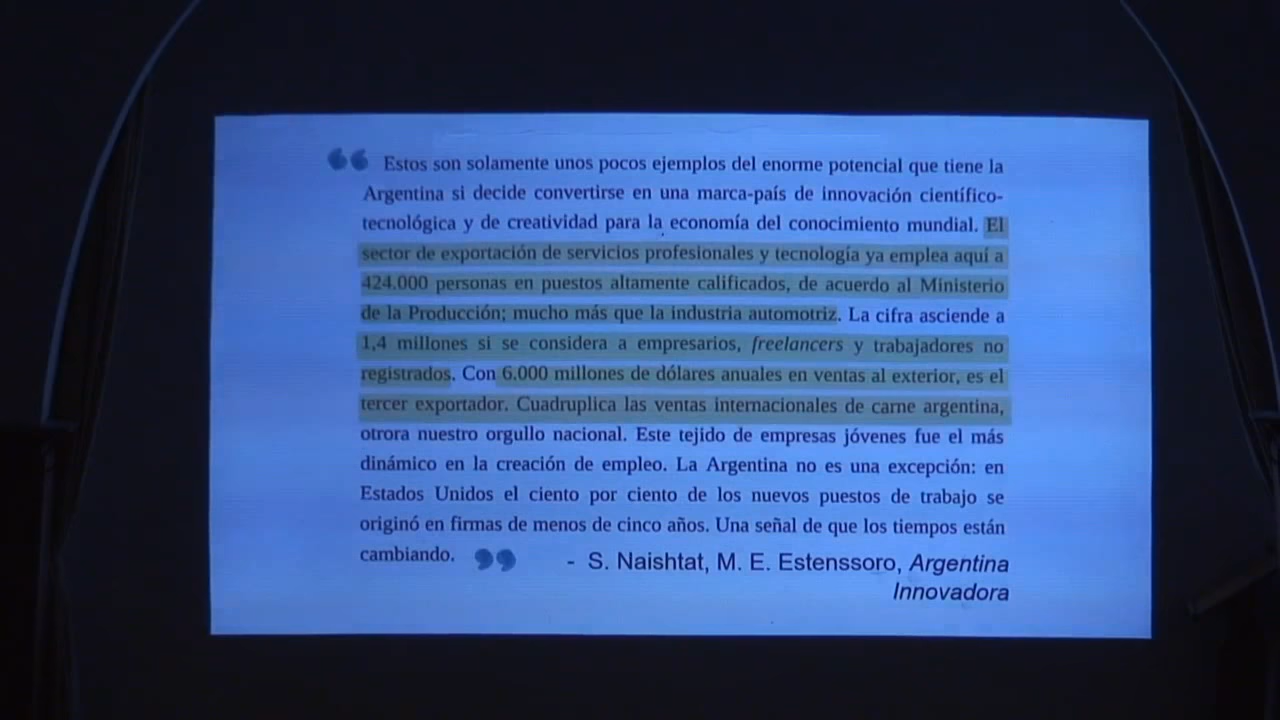 “ Estos son solamente unos pocos ejemplos del enorme potencial que tiene la
Argentina si decide convertirse en una marca-país de innovación científico-
tecnológica y de creatividad para la economía del conocimiento mundial. El
sector de exportación de servicios profesionales y tecnología ya emplea aquí a
424.000 personas en puestos altamente calificados, de acuerdo al Ministerio
de la Producción; mucho más que la industria automotriz. La cifra asciende a
1,4 millones si se considera a empresarios, freelancers y trabajadores no
registrados. Con 6.000 millones de dólares anuales en ventas al exterior, es el
tercer exportador. Cuadruplica las ventas internacionales de carne argentina,
otrora nuestro orgullo nacional. Este tejido de empresas jóvenes fue el más
dinámico en la creación de empleo. La Argentina no es una excepción: en
Estados Unidos el ciento por ciento de los nuevos puestos de trabajo se
originó en firmas de menos de cinco años. Una señal de que los tiempos están
cambiando. ”
- S. Naishtat, M. E. Estenssoro, Argentina
Innovadora